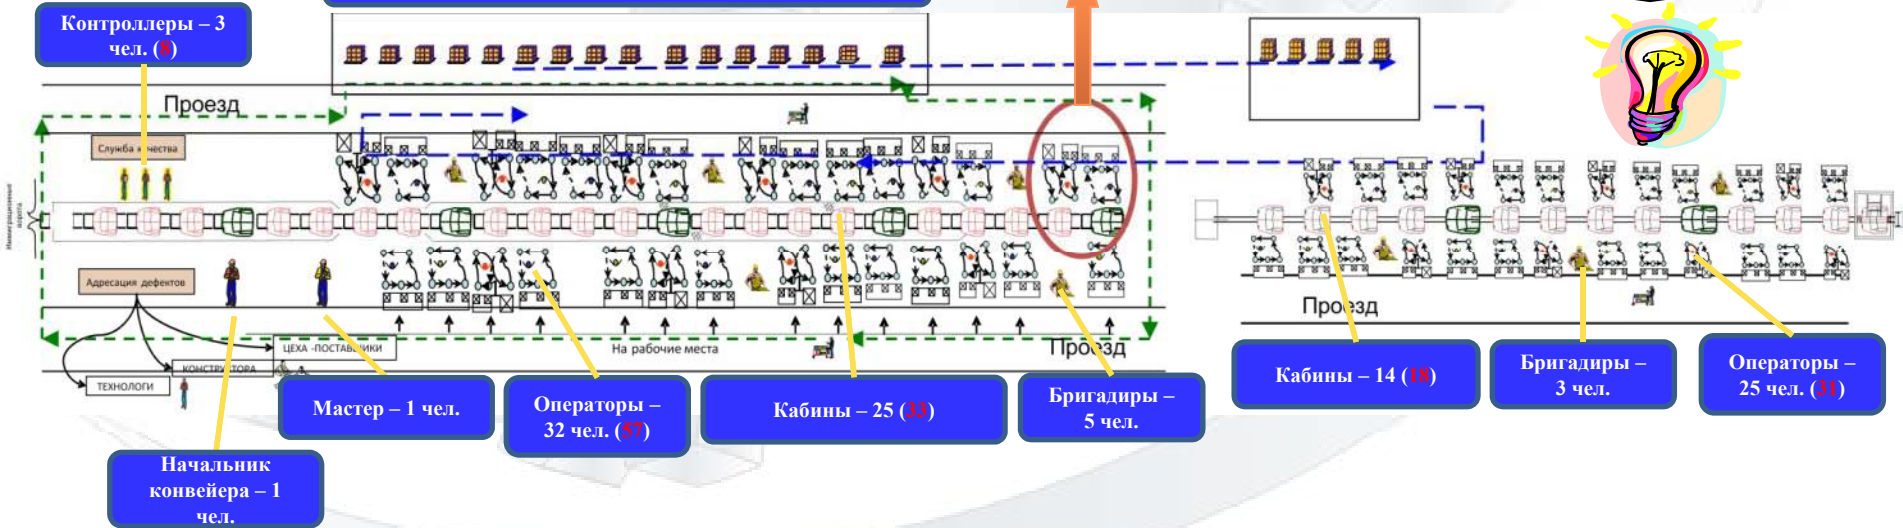 Контроллеры – 3
чел. (8)
Проезд
Служба качества
Иммиграционные
ворота
Адресация дефектов
ЦЕХА -ПОСТАВЩИКИ
КОНСТРУКТОРА
ТЕХНОЛОГИ
На рабочие места
Проезд
Проезд
Мастер – 1 чел.
Операторы –
32 чел. (57)
Кабины – 25 (33)
Бригадиры –
5 чел.
Кабины – 14 (18)
Бригадиры –
3 чел.
Операторы –
25 чел. (31)
Начальник
конвейера – 1
чел.